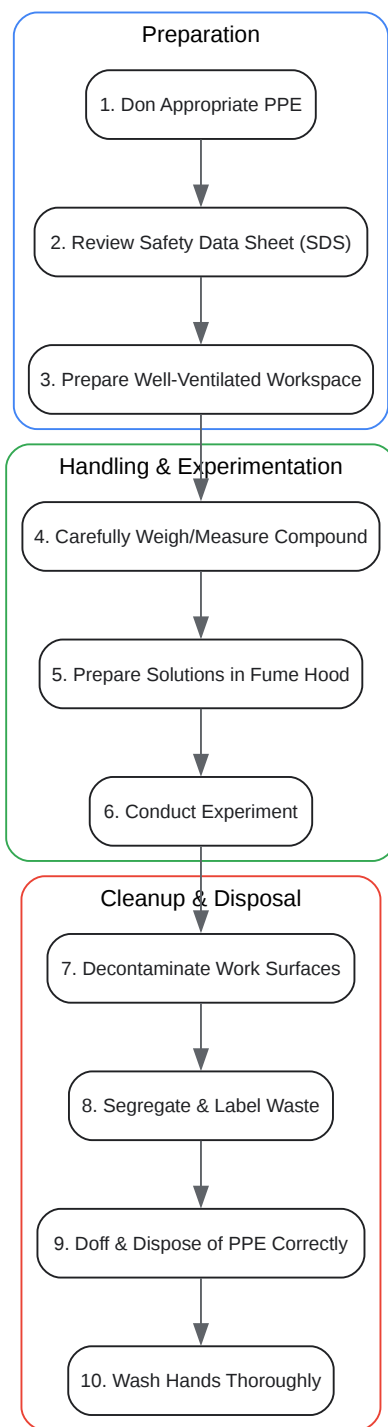 Preparation
1. Don Appropriate PPE
2. Review Safety Data Sheet (SDS)
3. Prepare Well-Ventilated Workspace
Handling & Experimentation
4. Carefully Weigh/Measure Compound
5. Prepare Solutions in Fume Hood
6. Conduct Experiment
Cleanup & Disposal
7. Decontaminate Work Surfaces
8. Segregate & Label Waste
9. Doff & Dispose of PPE Correctly
10. Wash Hands Thoroughly